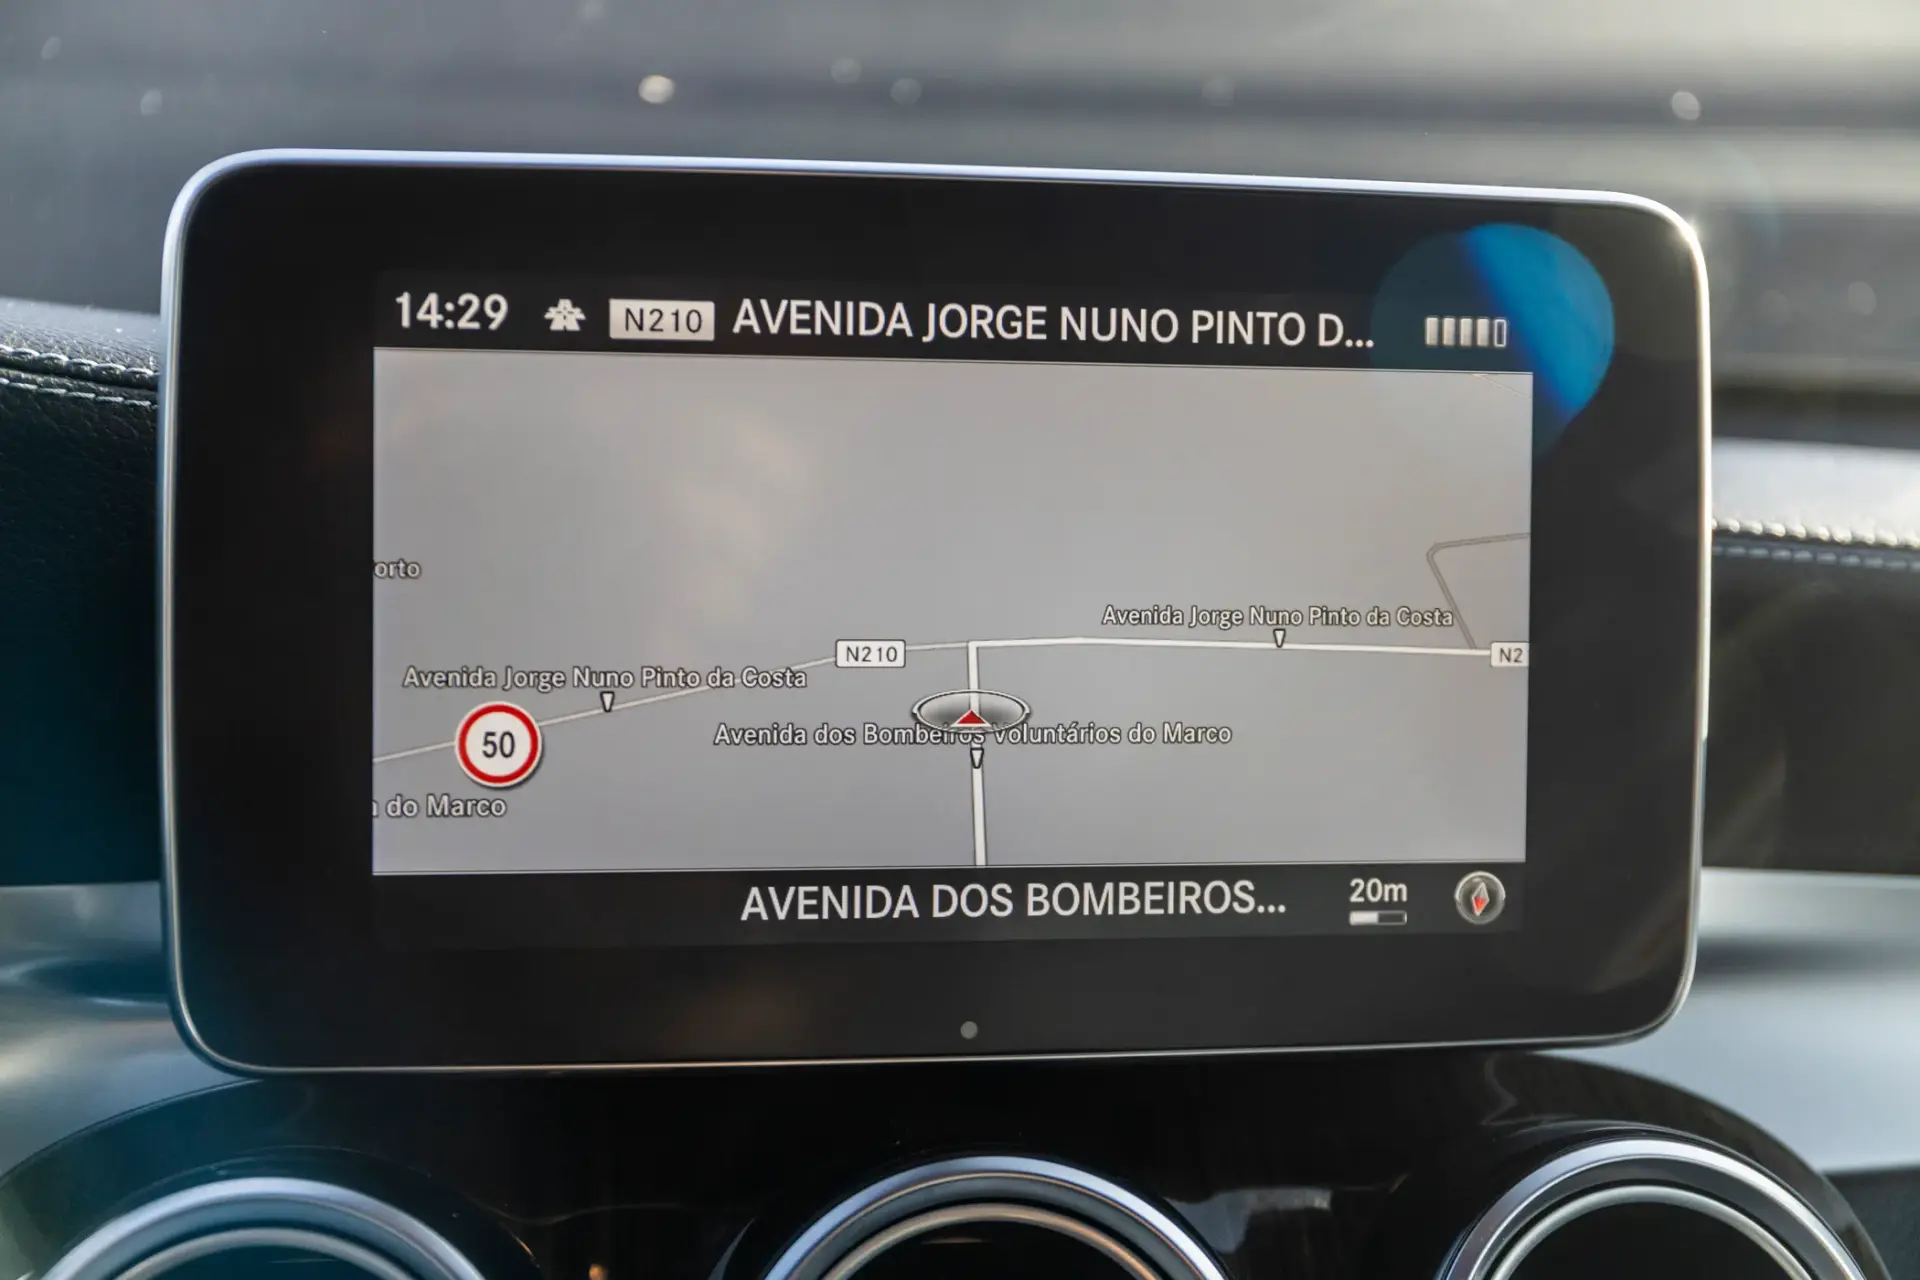 14:29 N210 AVENIDA JORGE NUNO PINTO D...
orto
Avenida Jorge Nuno Pinto da Costa
N210
N2
Avenida Jorge Nuno Pinto da Costa
50
Avenida dos Bombeiros Voluntários do Marco
do Marco
AVENIDA DOS BOMBEIROS... 20m